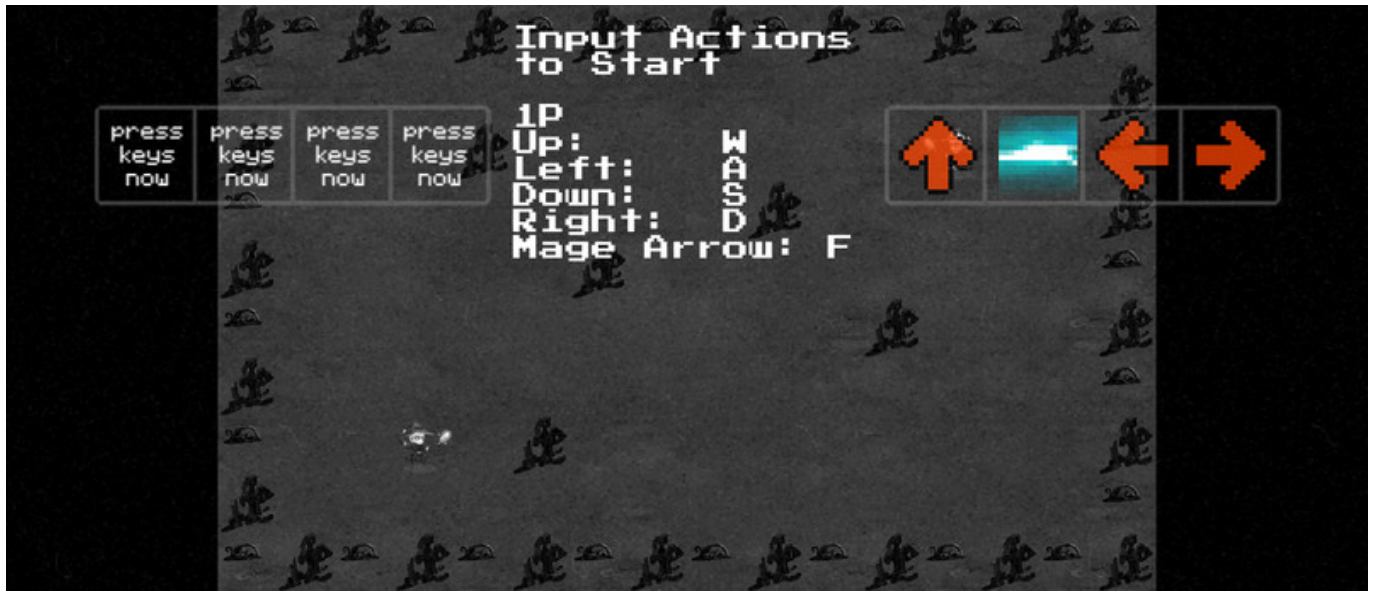 Input Actions
to Start
press keys now
press keys now
press keys now
press keys now
1P
Up: W
Left: A
Down: S
Right: D
Mage Arrow: F